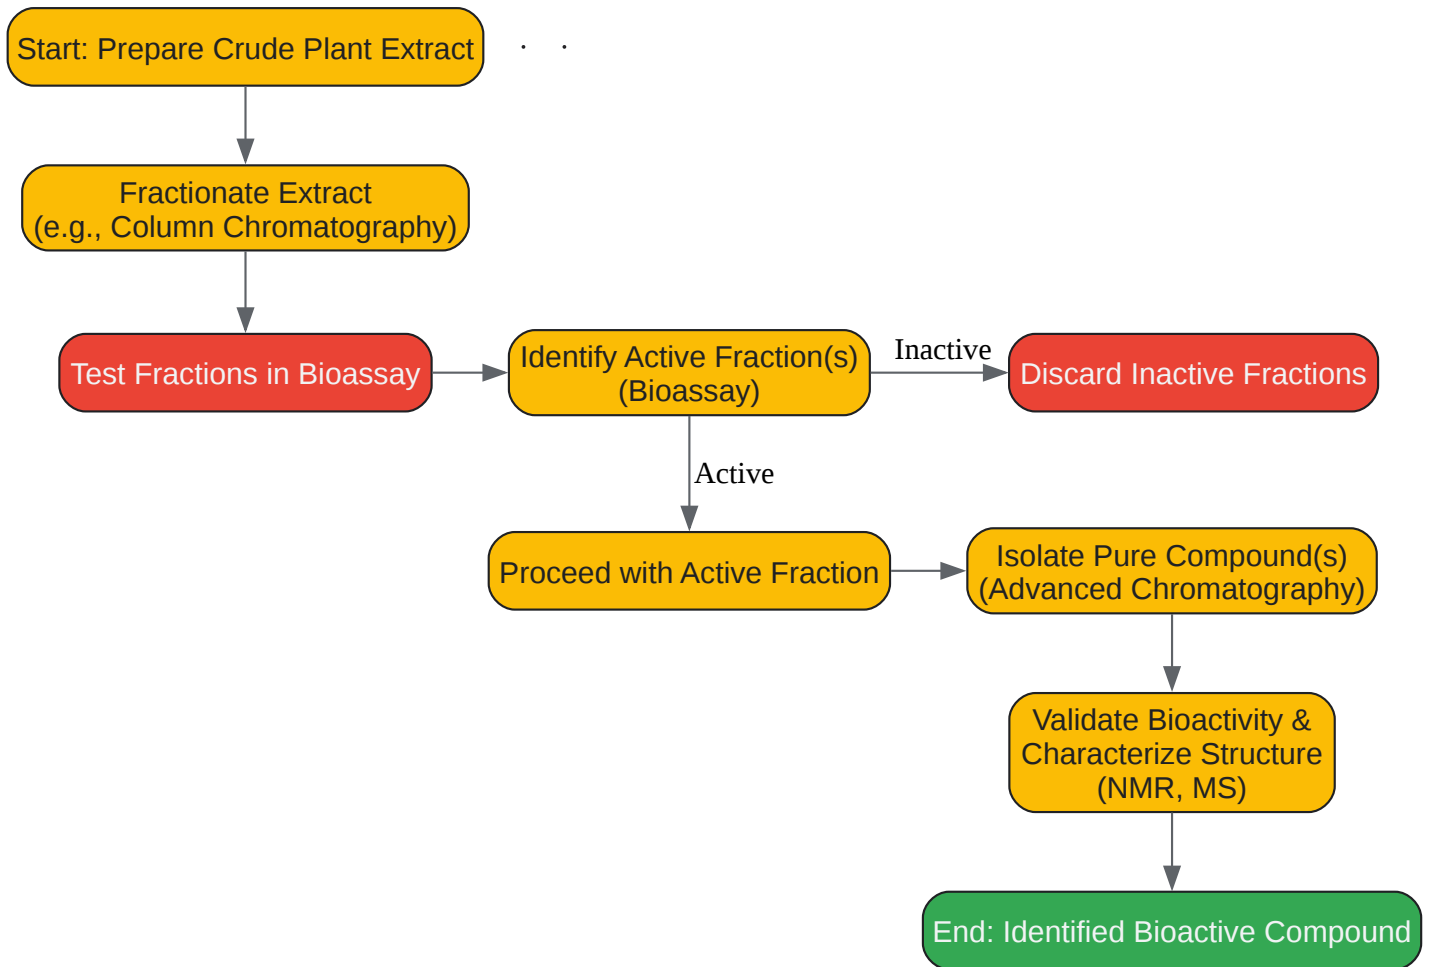 Start: Prepare Crude Plant Extract
. .
Fractionate Extract
(e.g., Column Chromatography)
Test Fractions in Bioassay
Identify Active Fraction(s)
(Bioassay)
Inactive
Discard Inactive Fractions
Active
Proceed with Active Fraction
Isolate Pure Compound(s)
(Advanced Chromatography)
Validate Bioactivity &
Characterize Structure
(NMR, MS)
End: Identified Bioactive Compound